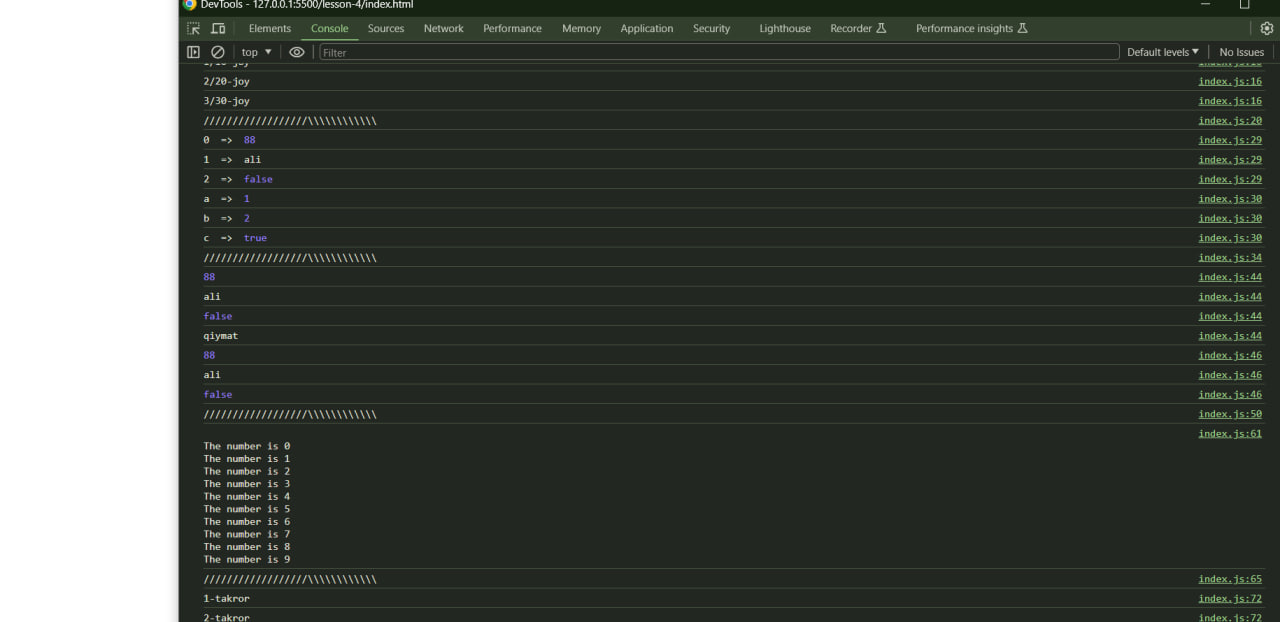 DevTools - 127.0.0.1:5500/lesson-4/index.html
Elements Console Sources Network Performance Memory Application Security Lighthouse Recorder Performance insights
top ▼ Filter Default levels ▼ No Issues
2/20-joy index.js:16
3/30-joy index.js:16
//////////////////\\\\\\\\\\\\ index.js:20
0 => 88 index.js:29
1 => ali index.js:29
2 => false index.js:29
a => 1 index.js:30
b => 2 index.js:30
c => true index.js:30
//////////////////\\\\\\\\\\\\ index.js:34
88 index.js:44
ali index.js:44
false index.js:44
qiymat index.js:44
88 index.js:46
ali index.js:46
false index.js:46
//////////////////\\\\\\\\\\\\ index.js:50
index.js:61
The number is 0
The number is 1
The number is 2
The number is 3
The number is 4
The number is 5
The number is 6
The number is 7
The number is 8
The number is 9
//////////////////\\\\\\\\\\\\ index.js:65
1-takror index.js:72
2-takror index.js:72